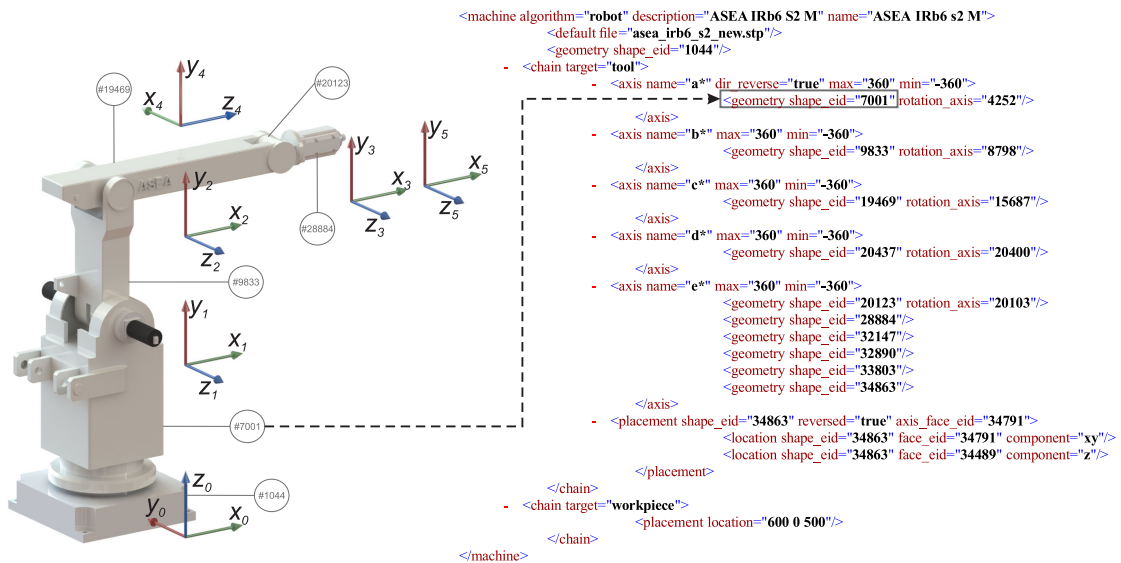 y4
x4
z4
#19469
#20123
ASEA
y2
x2
z2
y3
x3
z3
y5
x5
z5
#28884
#9833
y1
x1
z1
#7001
z0
y0
x0
#1044
<machine algorithm="robot" description="ASEA IRb6 S2 M" name="ASEA IRb6 s2 M">
<default file="asea_irb6_s2_new.stp"/>
<geometry shape_eid="1044"/>
- <chain target="tool">
- <axis name="a*" dir_reverse="true" max="360" min="-360">
<geometry shape_eid="7001" rotation_axis="4252"/>
</axis>
- <axis name="b*" max="360" min="-360">
<geometry shape_eid="9833" rotation_axis="8798"/>
</axis>
- <axis name="c*" max="360" min="-360">
<geometry shape_eid="19469" rotation_axis="15687"/>
</axis>
- <axis name="d*" max="360" min="-360">
<geometry shape_eid="20437" rotation_axis="20400"/>
</axis>
- <axis name="e*" max="360" min="-360">
<geometry shape_eid="20123" rotation_axis="20103"/>
<geometry shape_eid="28884"/>
<geometry shape_eid="32147"/>
<geometry shape_eid="32890"/>
<geometry shape_eid="33803"/>
<geometry shape_eid="34863"/>
</axis>
- <placement shape_eid="34863" reversed="true" axis_face_eid="34791">
<location shape_eid="34863" face_eid="34791" component="xy"/>
<location shape_eid="34863" face_eid="34489" component="z"/>
</placement>
</chain>
- <chain target="workpiece">
<placement location="600 0 500"/>
</chain>
</machine>